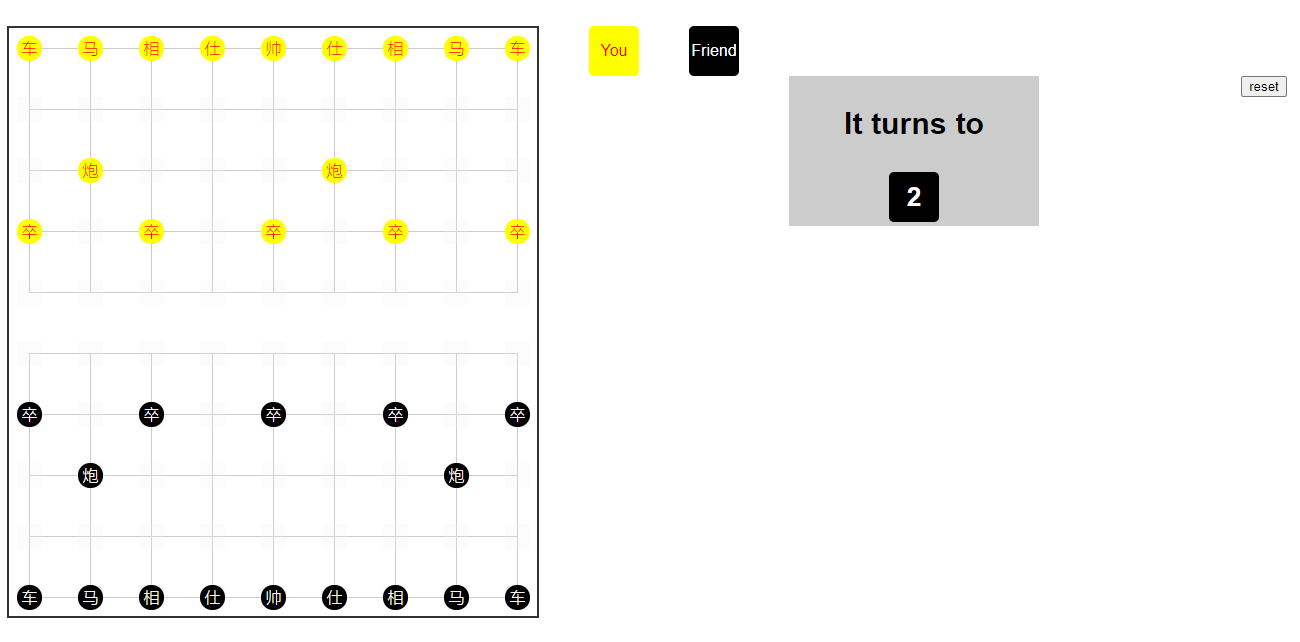 车 马 相 仕 帅 仕 相 马 车
炮 炮
卒 卒 卒 卒 卒
卒 卒 卒 卒 卒
炮 炮
车 马 相 仕 帅 仕 相 马 车
You
Friend
It turns to
2
reset